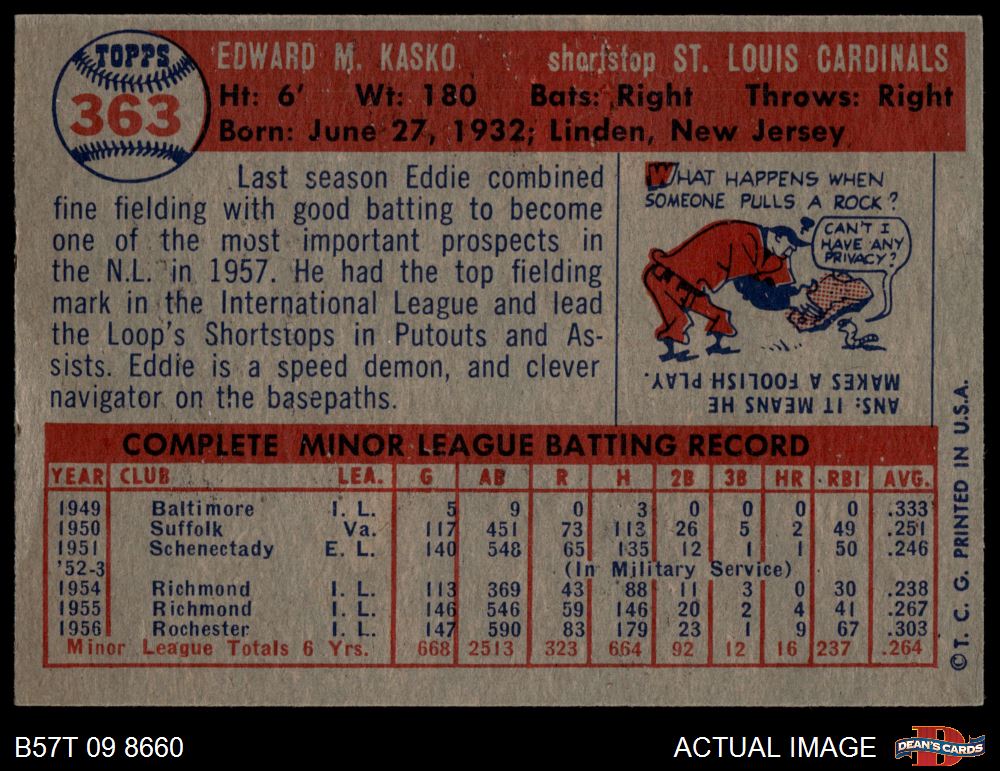 TOPPS
363
EDWARD M. KASKO shortstop ST. LOUIS CARDINALS
Ht: 6' Wt: 180 Bats: Right Throws: Right
Born: June 27, 1932; Linden, New Jersey
Last season Eddie combined
fine fielding with good batting to become
one of the most important prospects in
the N.L. in 1957. He had the top fielding
mark in the International League and lead
the Loop's Shortstops in Putouts and As-
sists. Eddie is a speed demon, and clever
navigator on the basepaths.
WHAT HAPPENS WHEN
SOMEONE PULLS A ROCK?
CAN'T I
HAVE ANY
PRIVACY?
ANS: IT MEANS HE
MAKES A FOOLISH PLAY.
COMPLETE MINOR LEAGUE BATTING RECORD
YEAR CLUB LEA. G AB R H 2B 3B HR RBI AVG.
1949 Baltimore I. L. 5 9 0 3 0 0 0 0 .333
1950 Suffolk Va. 117 451 73 113 26 5 2 49 .251
1951 Schenectady E. L. 140 548 65 135 12 1 1 50 .246
'52-3 (In Military Service)
1954 Richmond I. L. 113 369 43 88 11 3 0 30 .238
1955 Richmond I. L. 146 546 59 146 20 2 4 41 .267
1956 Rochester I. L. 147 590 83 179 23 1 9 67 .303
Minor League Totals 6 Yrs. 668 2513 323 664 92 12 16 237 .264
© T. C. G. PRINTED IN U.S.A.
B57T 09 8660
ACTUAL IMAGE
D
DEAN'S CARDS